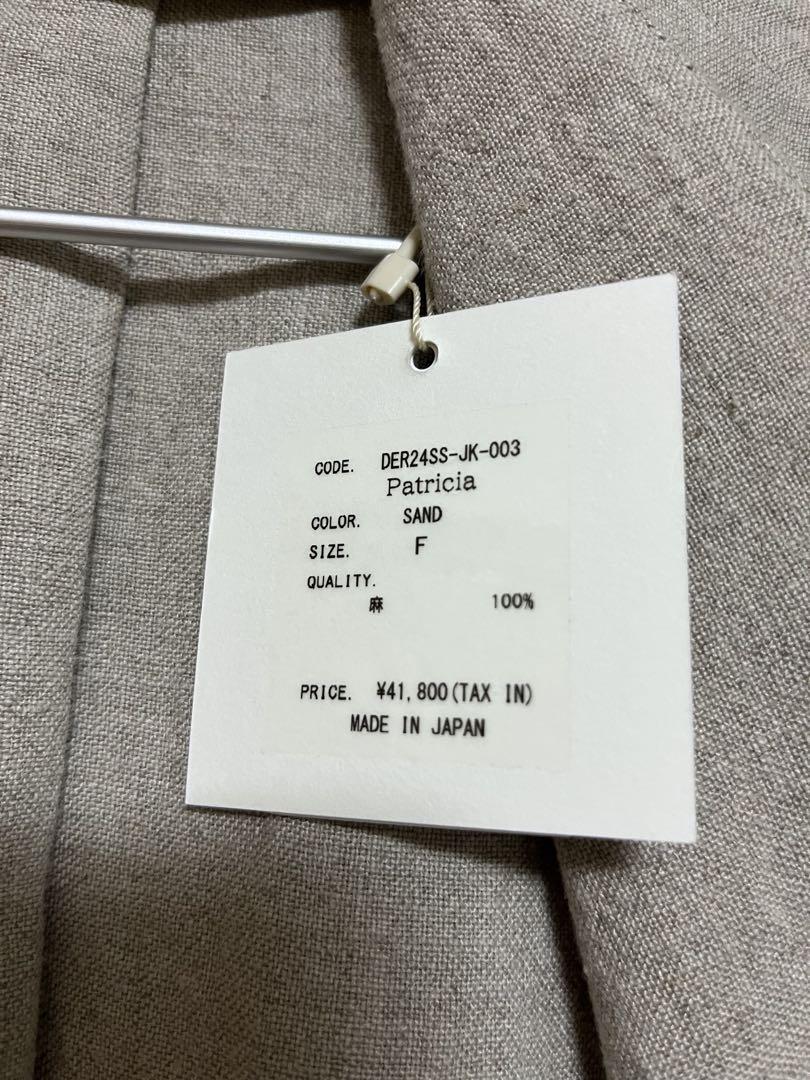 CODE. DER24SS-JK-003
Patricia
COLOR. SAND
SIZE. F
QUALITY.
麻 100%
PRICE. ¥41,800(TAX IN)
MADE IN JAPAN